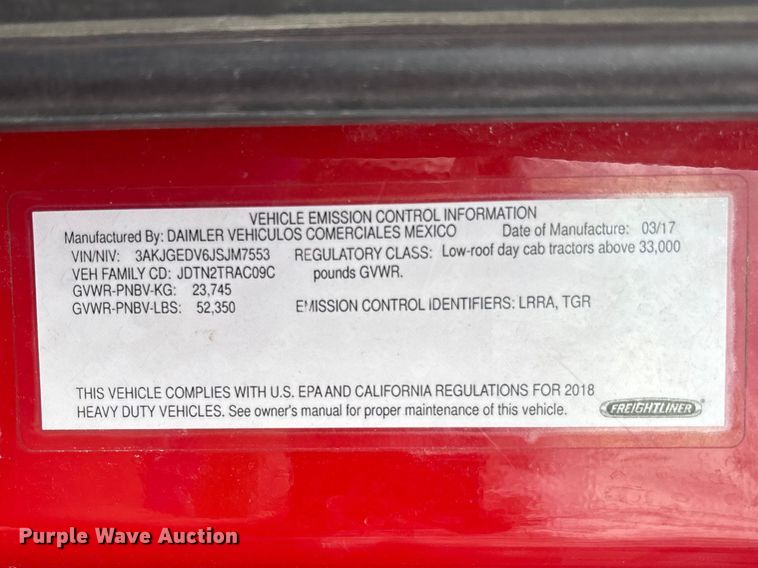 VEHICLE EMISSION CONTROL INFORMATION
Manufactured By: DAIMLER VEHICULOS COMERCIALES MEXICO Date of Manufacture: 03/17
VIN/NIV: 3AKJGEDV6JSJM7553 REGULATORY CLASS: Low-roof day cab tractors above 33,000
VEH FAMILY CD: JDTN2TRAC09C pounds GVWR.
GVWR-PNBV-KG: 23,745
GVWR-PNBV-LBS: 52,350 EMISSION CONTROL IDENTIFIERS: LRRA, TGR
THIS VEHICLE COMPLIES WITH U.S. EPA AND CALIFORNIA REGULATIONS FOR 2018
HEAVY DUTY VEHICLES. See owner's manual for proper maintenance of this vehicle.
FREIGHTLINER
Purple Wave Auction